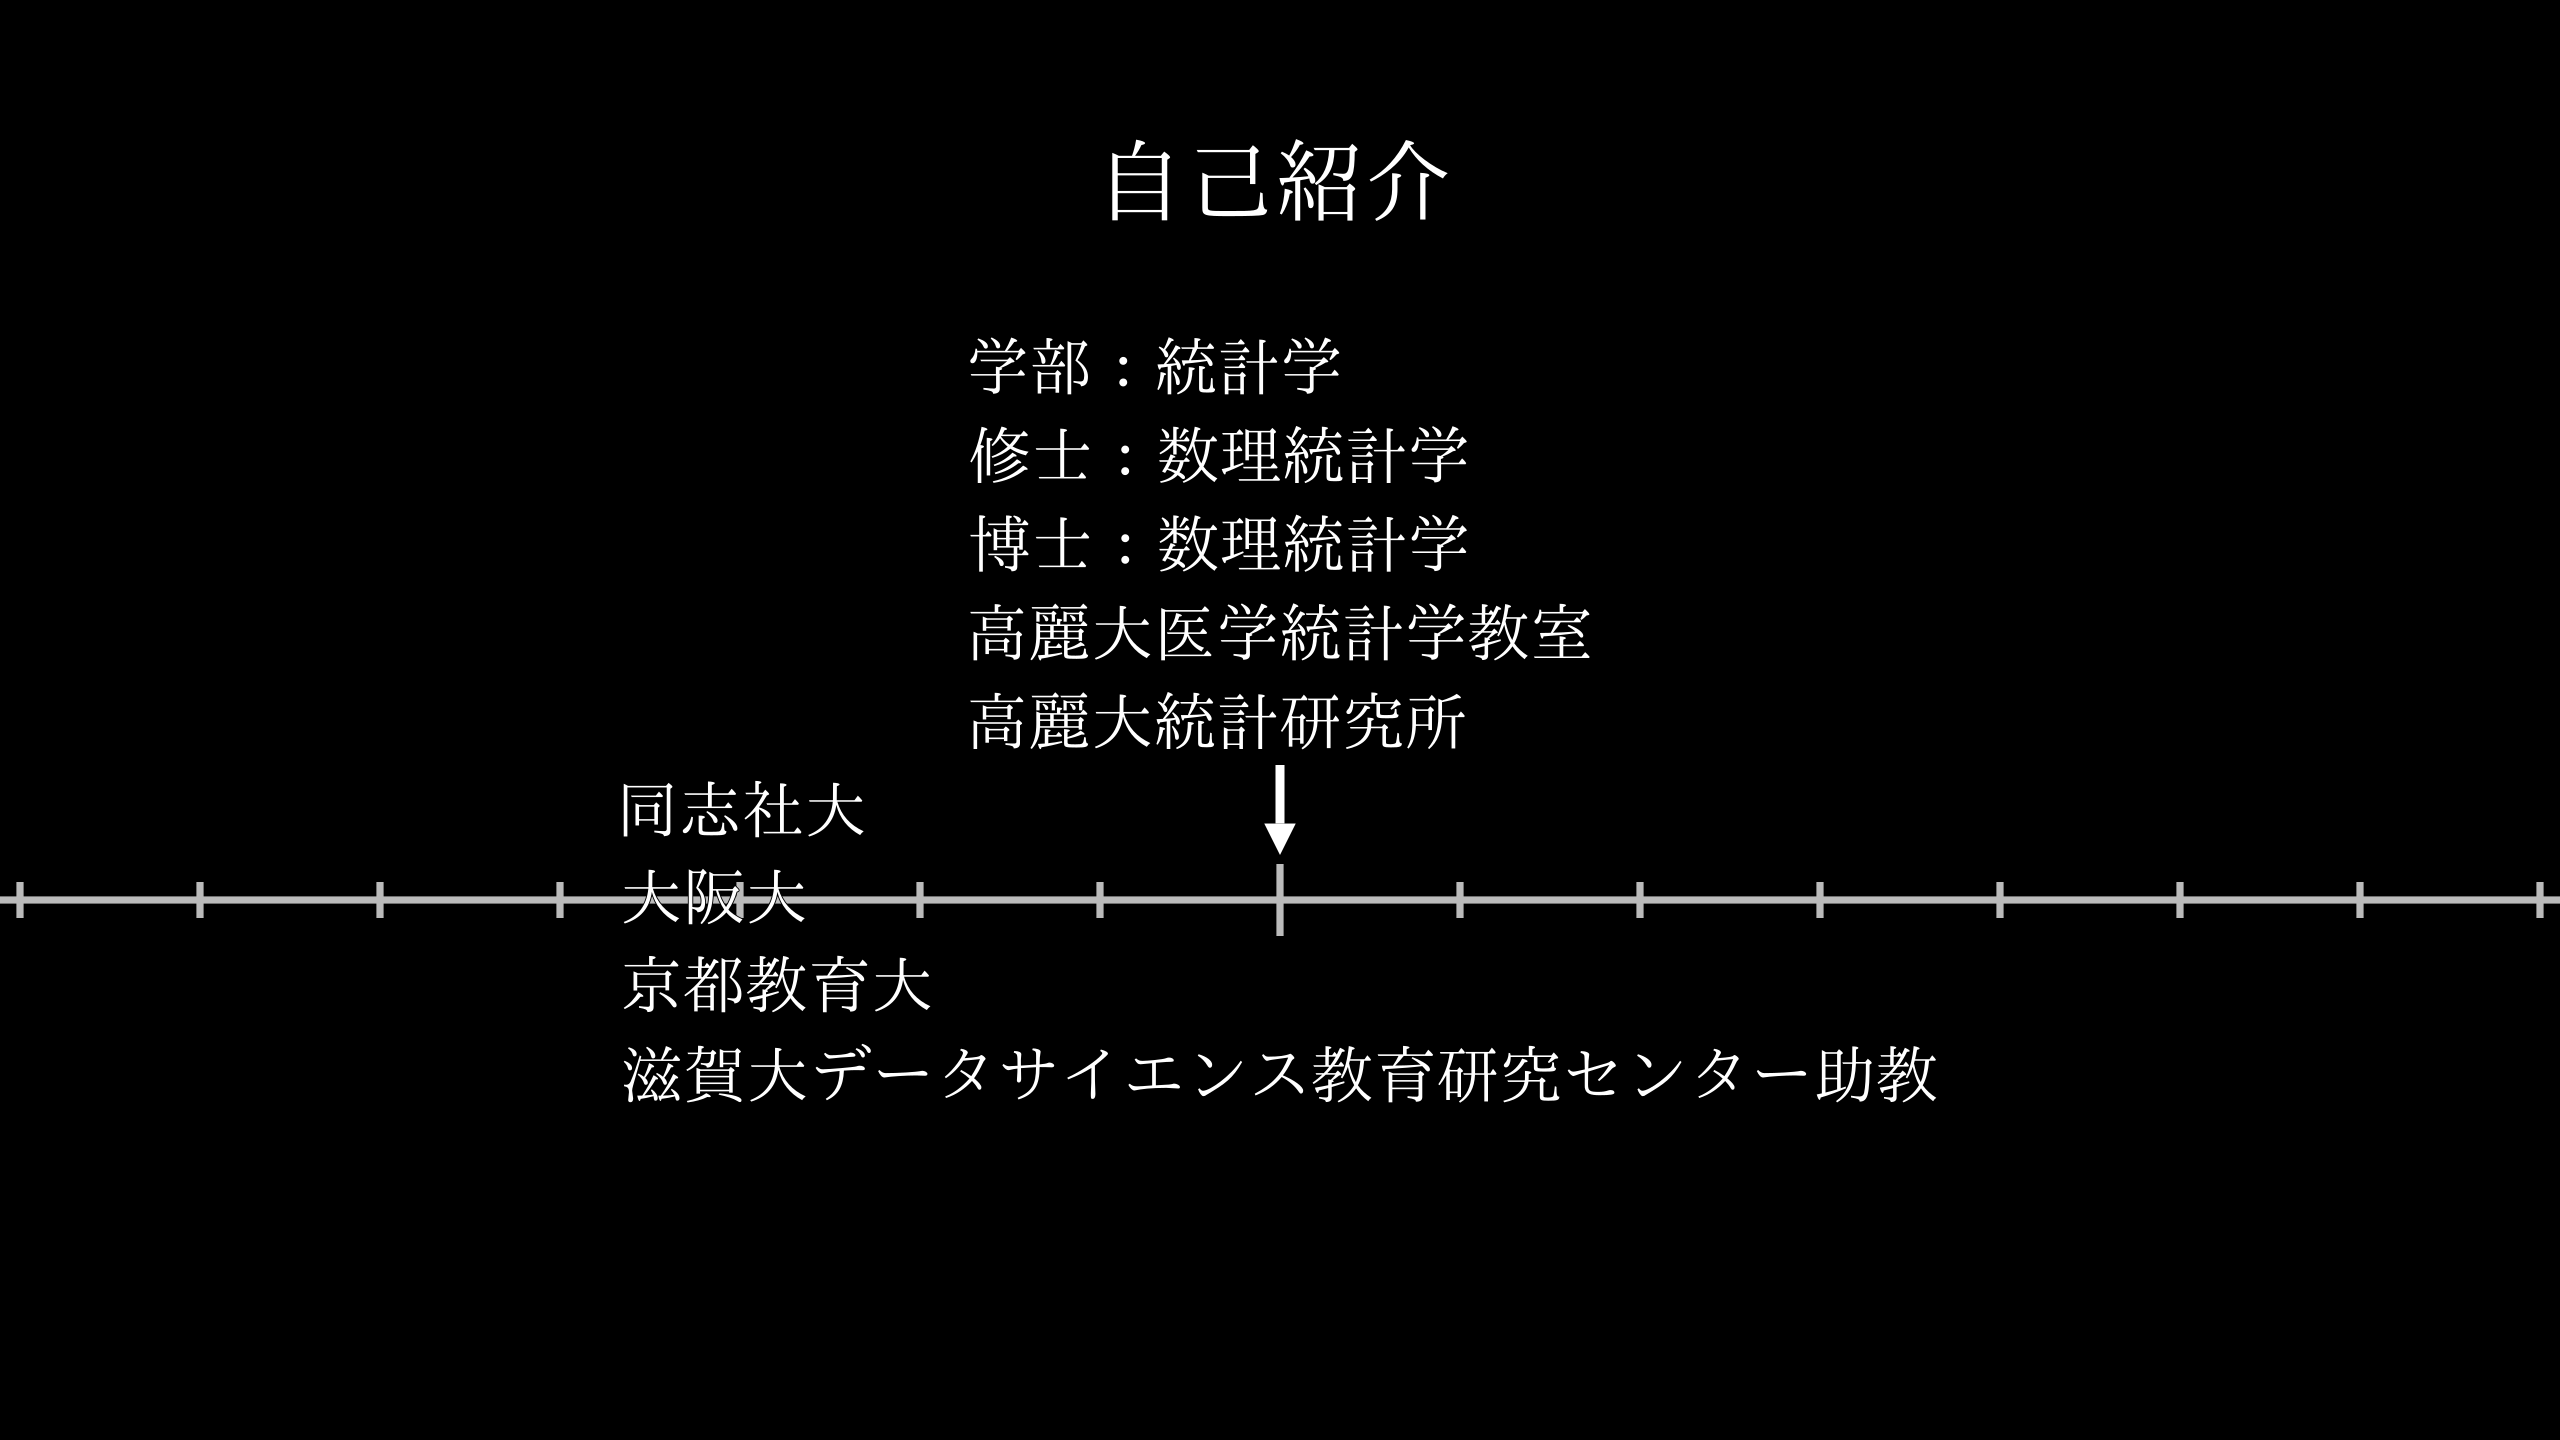 自己紹介
学部：統計学
修士：数理統計学
博士：数理統計学
高麗大医学統計学教室
高麗大統計研究所
同志社大
大阪大
京都教育大
滋賀大データサイエンス教育研究センター助教